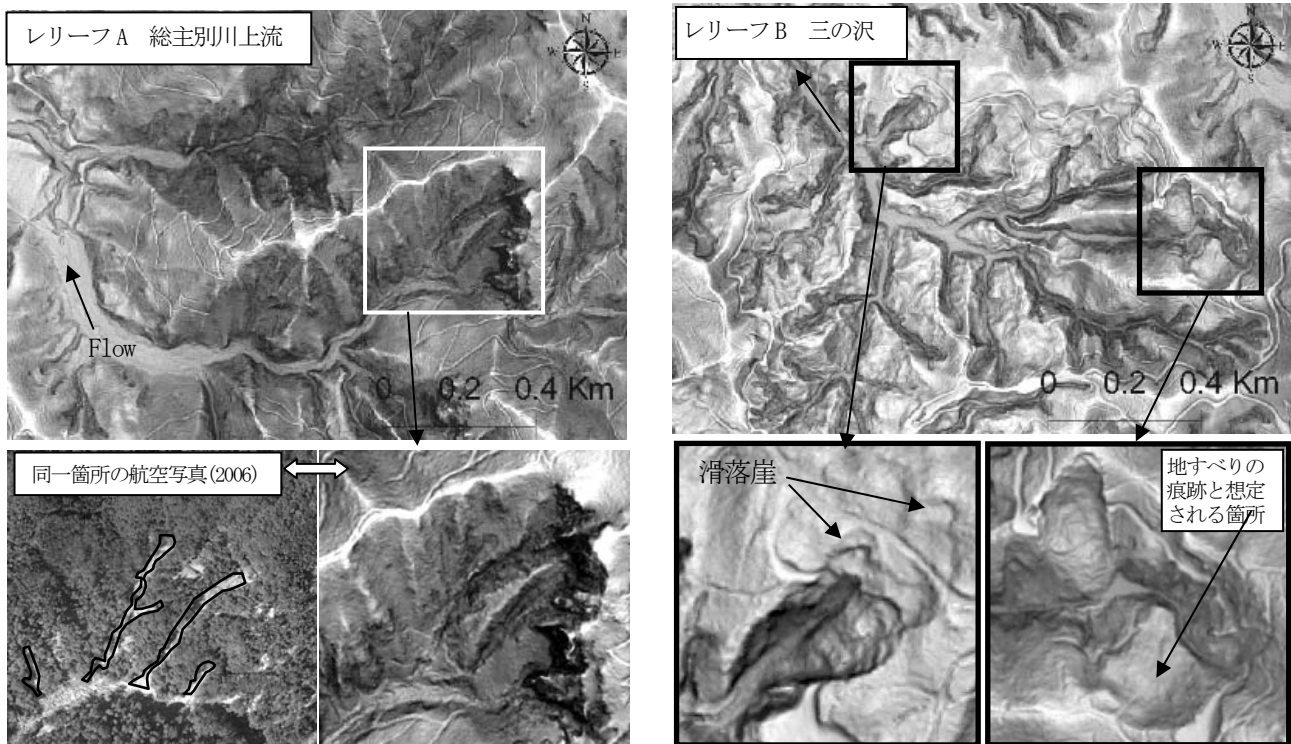 レリーフA 総主別川上流
N
W E
S
Flow
0 0.2 0.4 Km
同一箇所の航空写真(2006)
レリーフB 三の沢
N
W E
S
0 0.2 0.4 Km
滑落崖
地すべりの
痕跡と想定
される箇所